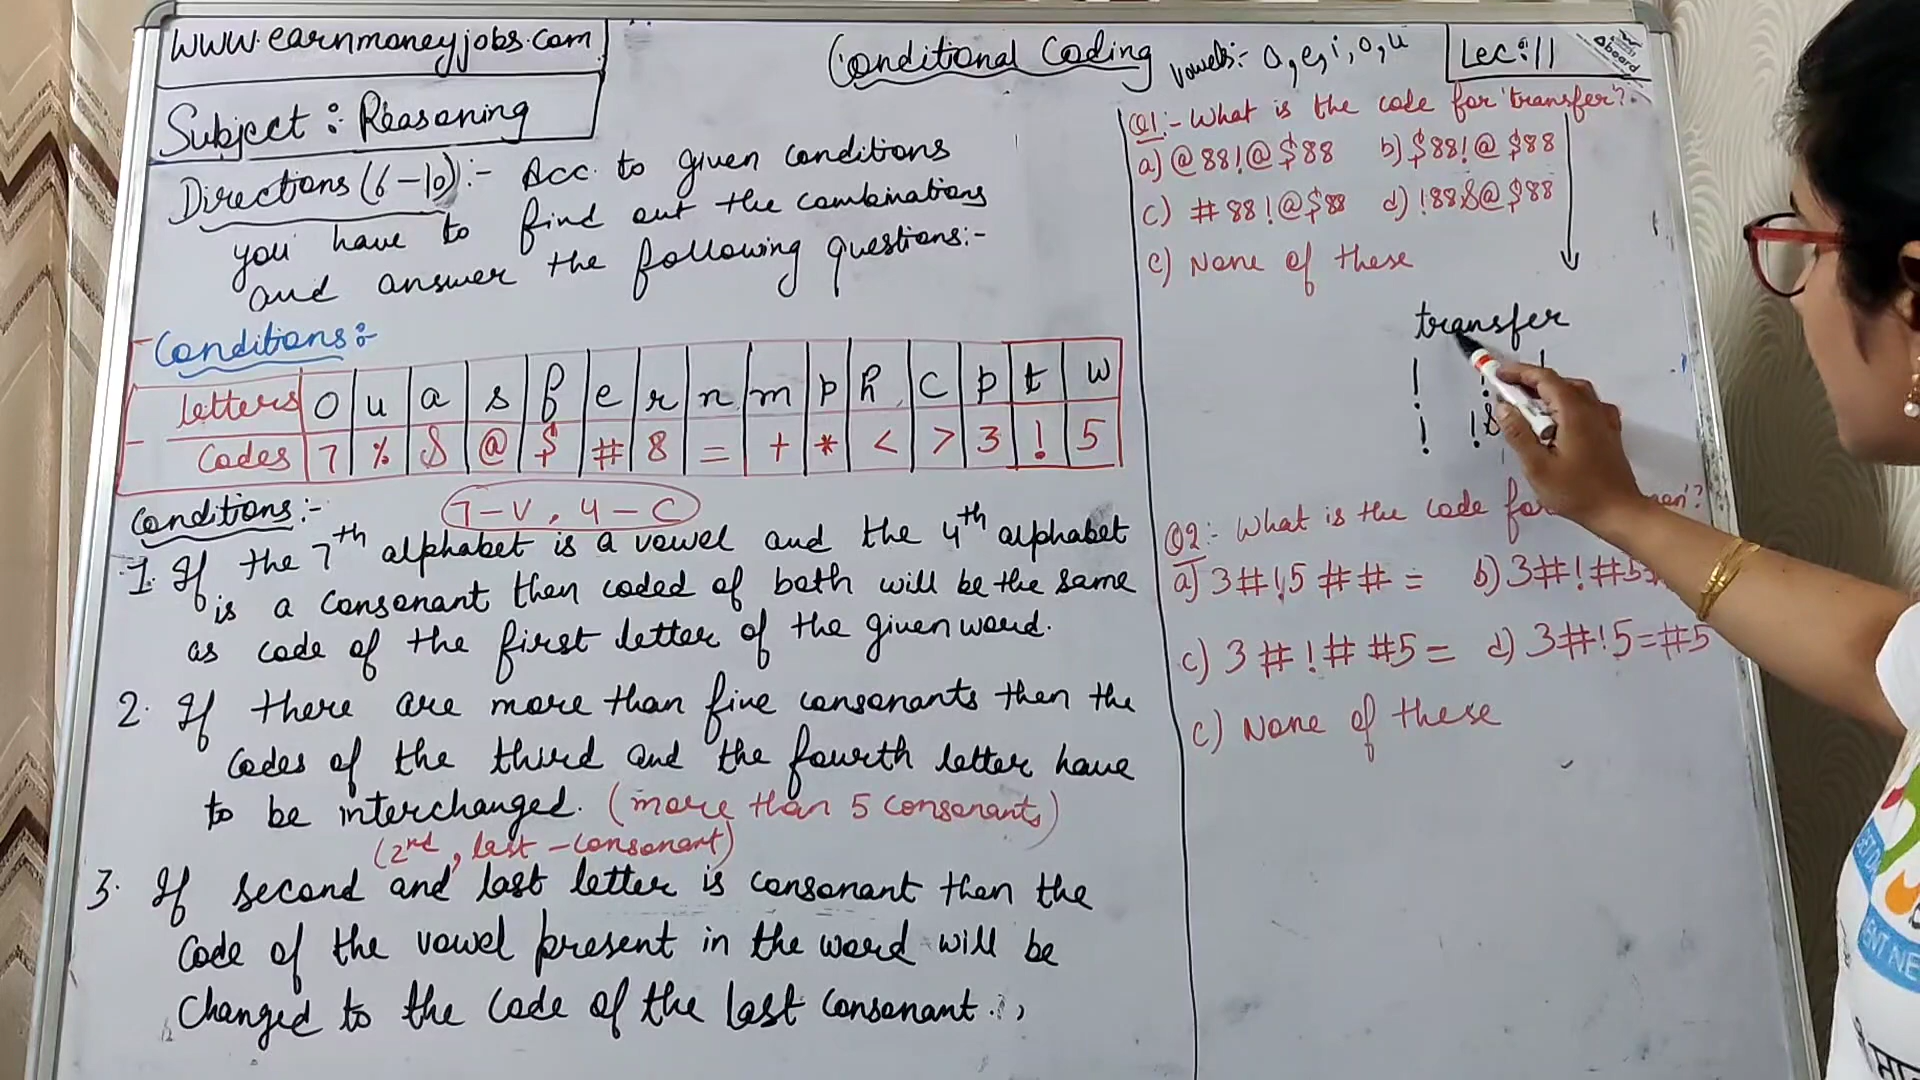 www.earnmoneyjobs.com
Conditional Coding
Vowels:- a, e, i, o, u
Lec:11
Aboard
Subject: Reasoning
Directions (6-10):- Acc. to given conditions
you have to find out the combinations
and answer the following questions:-
Conditions:-
letters O u a s f e r n m p h c p t w
Codes 7 % & @ $ # 8 = + * < > 3 ! 5
Conditions:- 7-V, 4-C
1. If the 7th alphabet is a vowel and the 4th alphabet
is a consonant then coded of both will be the same
as code of the first letter of the given word.
2. If there are more than five consonants then the
codes of the third and the fourth letter have
to be interchanged. (more than 5 consonants)
(2nd, last-consonant)
3. If second and last letter is consonant then the
code of the vowel present in the word will be
changed to the code of the last consonant.
Q1:- What is the code for 'transfer'?
a) @88!@$88 b) $88!@$88
c) #88!@$88 d) !88&@$88
e) None of these
transfer
! !
! !&
Q2:- What is the code
a) 3#!5##= b) 3#!#5
c) 3#!##5= d) 3#!5=#5
c) None of these